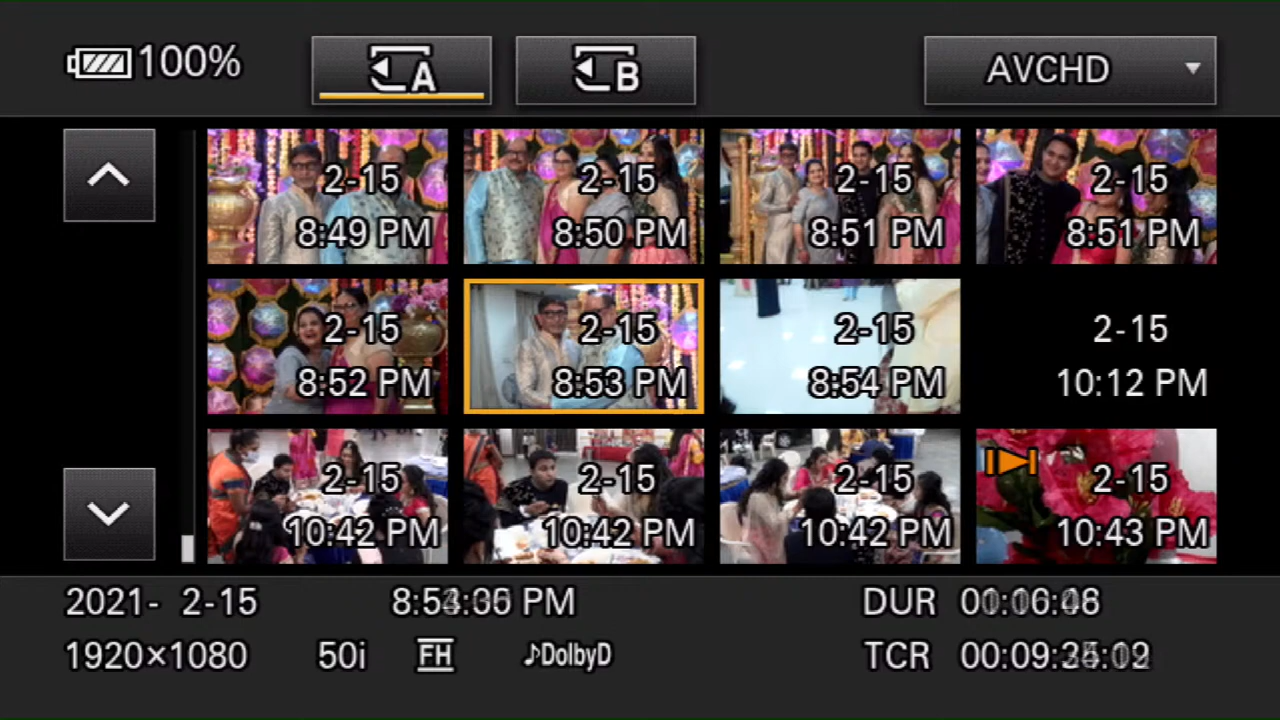 100%
A
B
AVCHD
2-15
8:49 PM
2-15
8:50 PM
2-15
8:51 PM
2-15
8:51 PM
2-15
8:52 PM
2-15
8:53 PM
2-15
8:54 PM
2-15
10:12 PM
2-15
10:42 PM
2-15
10:42 PM
2-15
10:42 PM
2-15
10:43 PM
2021- 2-15
PM
DUR
1920×1080
50i
FH
♪DolbyD
TCR